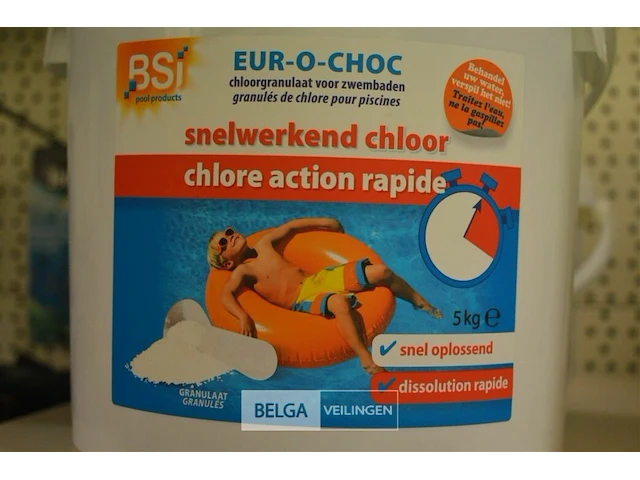 BSi
pool products
EUR-O-CHOC
chloorgranulaat voor zwembaden
granulés de chlore pour piscines
Behandel
uw water,
verspil het niet!
Traitez l'eau,
ne la gaspillez
pas!
snelwerkend chloor
chlore action rapide
5 kg e
snel oplossend
dissolution rapide
GRANULAAT
GRANULÉS
BELGA VEILINGEN